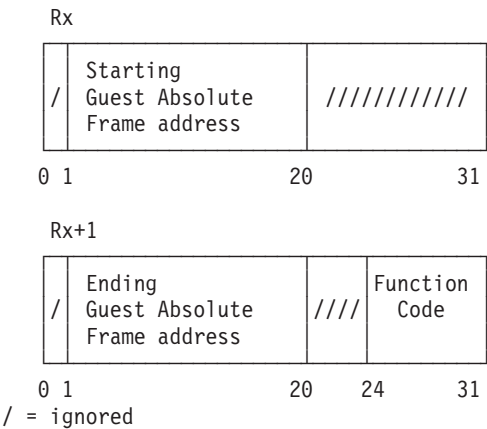 Rx
Starting
/ Guest Absolute ////////////
Frame address
0 1 20 31
Rx+1
Ending Function
/ Guest Absolute //// Code
Frame address
0 1 20 24 31
/ = ignored